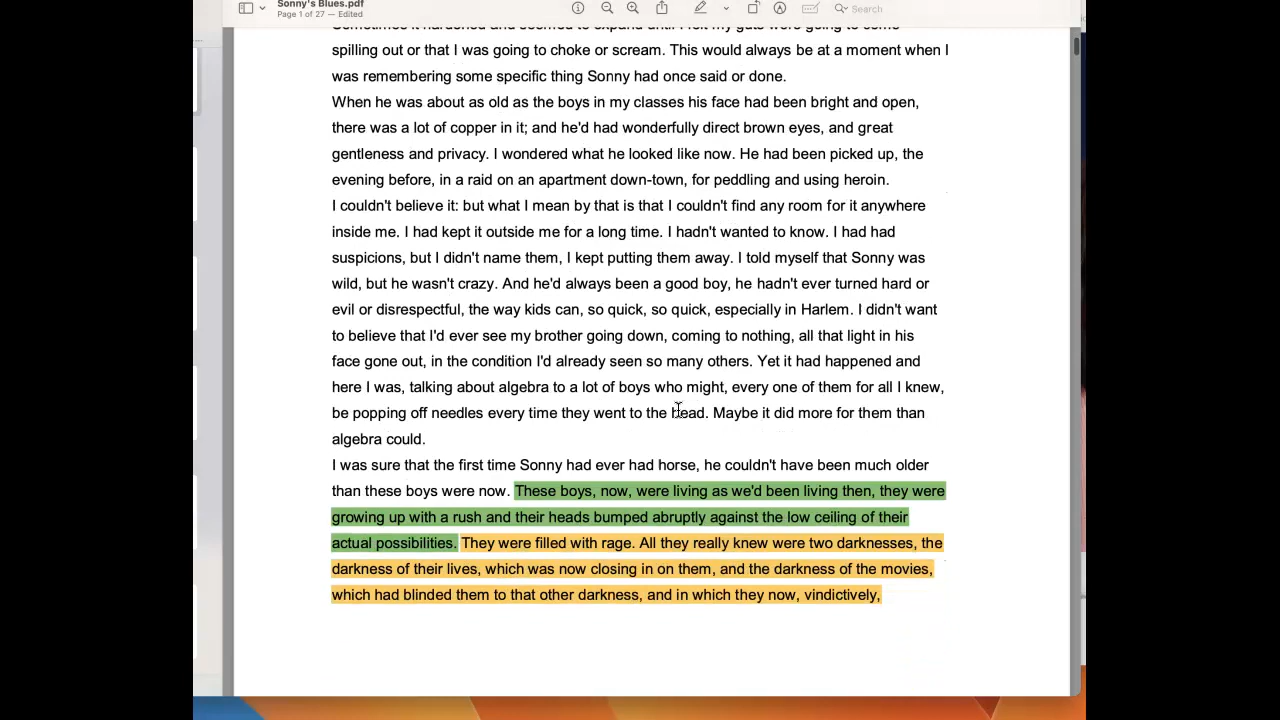 Sonny's Blues.pdf
Page 1 of 27 — Edited
Search
Sometimes it hardened and seemed to expand until I felt my guts were going to come
spilling out or that I was going to choke or scream. This would always be at a moment when I
was remembering some specific thing Sonny had once said or done.
When he was about as old as the boys in my classes his face had been bright and open,
there was a lot of copper in it; and he'd had wonderfully direct brown eyes, and great
gentleness and privacy. I wondered what he looked like now. He had been picked up, the
evening before, in a raid on an apartment down-town, for peddling and using heroin.
I couldn't believe it: but what I mean by that is that I couldn't find any room for it anywhere
inside me. I had kept it outside me for a long time. I hadn't wanted to know. I had had
suspicions, but I didn't name them, I kept putting them away. I told myself that Sonny was
wild, but he wasn't crazy. And he'd always been a good boy, he hadn't ever turned hard or
evil or disrespectful, the way kids can, so quick, so quick, especially in Harlem. I didn't want
to believe that I'd ever see my brother going down, coming to nothing, all that light in his
face gone out, in the condition I'd already seen so many others. Yet it had happened and
here I was, talking about algebra to a lot of boys who might, every one of them for all I knew,
be popping off needles every time they went to the head. Maybe it did more for them than
algebra could.
I was sure that the first time Sonny had ever had horse, he couldn't have been much older
than these boys were now. These boys, now, were living as we'd been living then, they were
growing up with a rush and their heads bumped abruptly against the low ceiling of their
actual possibilities. They were filled with rage. All they really knew were two darknesses, the
darkness of their lives, which was now closing in on them, and the darkness of the movies,
which had blinded them to that other darkness, and in which they now, vindictively,